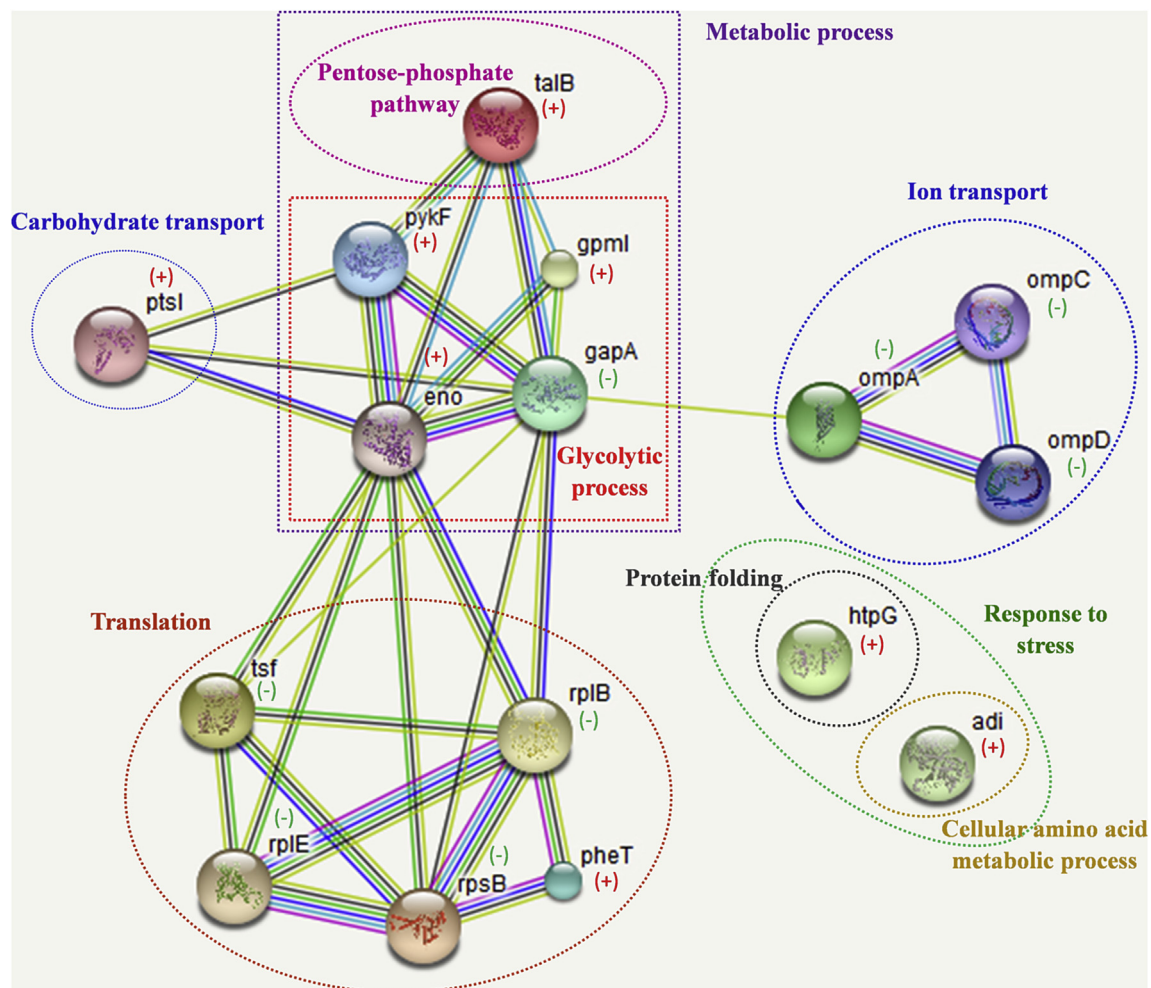 Metabolic process
Pentose-phosphate
pathway
talB
(+)
Carbohydrate transport
(+)
ptsI
pykF
(+)
gpmI
(+)
Ion transport
ompC
(-)
(+)
eno
gapA
(-)
(-)
ompA
ompD
(-)
Glycolytic
process
Protein folding
htpG
(+)
Response to
stress
Translation
tsf
(-)
rplB
(-)
adi
(+)
Cellular amino acid
metabolic process
(-)
rplE
(-)
rpsB
pheT
(+)